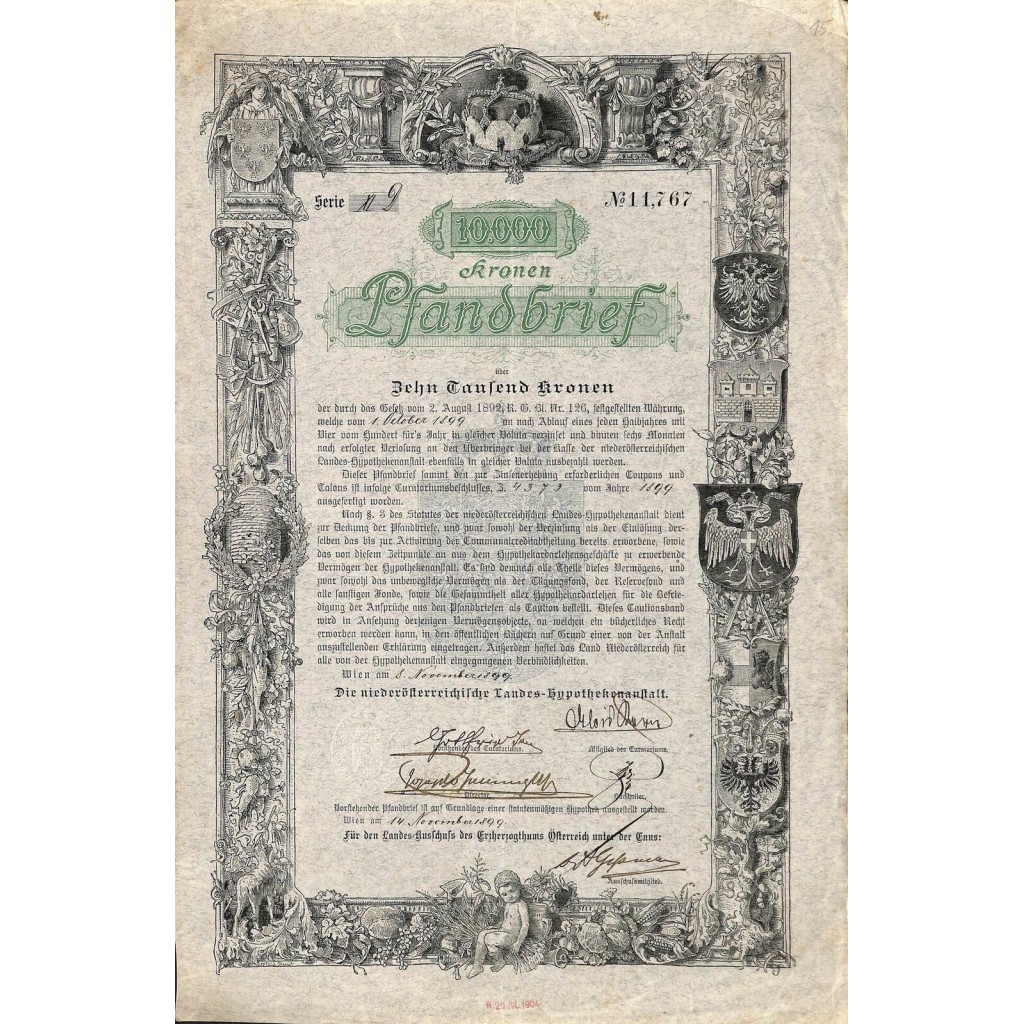 15
Serie 9
№ 11,767
10.000
Kronen
Pfandbrief
über
Zehn Tausend Kronen
der durch das Gesetz vom 2. August 1892, R. G. Bl. Nr. 126, festgestellten Währung,
welche vom 1. October 1899 an nach Ablauf eines jeden Halbjahres mit
Vier vom Hundert für's Jahr in gleicher Valuta verzinset und binnen sechs Monaten
nach erfolgter Verlosung an den Überbringer bei der Kasse der niederösterreichischen
Landes-Hypothekenanstalt ebenfalls in gleicher Valuta ausbezahlt werden.
Dieser Pfandbrief sammt den zur Zinsenerhebung erforderlichen Coupons und
Talons ist infolge Curatoriumsbeschlusses, Z. 4373 vom Jahre 1899
ausgefertigt worden.
Nach §. 3 des Statutes der niederösterreichischen Landes-Hypothekenanstalt dient
zur Deckung der Pfandbriefe, und zwar sowohl der Verzinsung als der Einlösung der-
selben das bis zur Activirung der Communalcreditabtheilung bereits erworbene, sowie
das von diesem Zeitpunkte an aus dem Hypothekardarlehensgeschäfte zu erwerbende
Vermögen der Hypothekenanstalt. Es sind demnach alle Theile dieses Vermögens, und
zwar sowohl das unbewegliche Vermögen als der Tilgungsfond, der Reservefond und
alle sonstigen Fonde, sowie die Gesammtheit aller Hypothekardarlehen für die Befrie-
digung der Ansprüche aus den Pfandbriefen als Caution bestellt. Dieses Cautionsband
wird in Ansehung derjenigen Vermögensobjecte, an welchen ein bücherliches Recht
erworben werden kann, in den öffentlichen Büchern auf Grund einer von der Anstalt
auszustellenden Erklärung eingetragen. Außerdem haftet das Land Niederösterreich für
alle von der Hypothekenanstalt eingegangenen Verbindlichkeiten.
Wien am 8. November 1899.
Die niederösterreichische Landes-Hypothekenanstalt.
Vorsitzender des Curatoriums.
Mitglied des Curatoriums.
Director.
Buchhalter.
Vorstehender Pfandbrief ist auf Grundlage einer statutenmäßigen Hypothek ausgestellt worden.
Wien am 14. November 1899.
Für den Landes-Ausschuss des Erzherzogthums Österreich unter der Enns:
Ausschussmitglied.